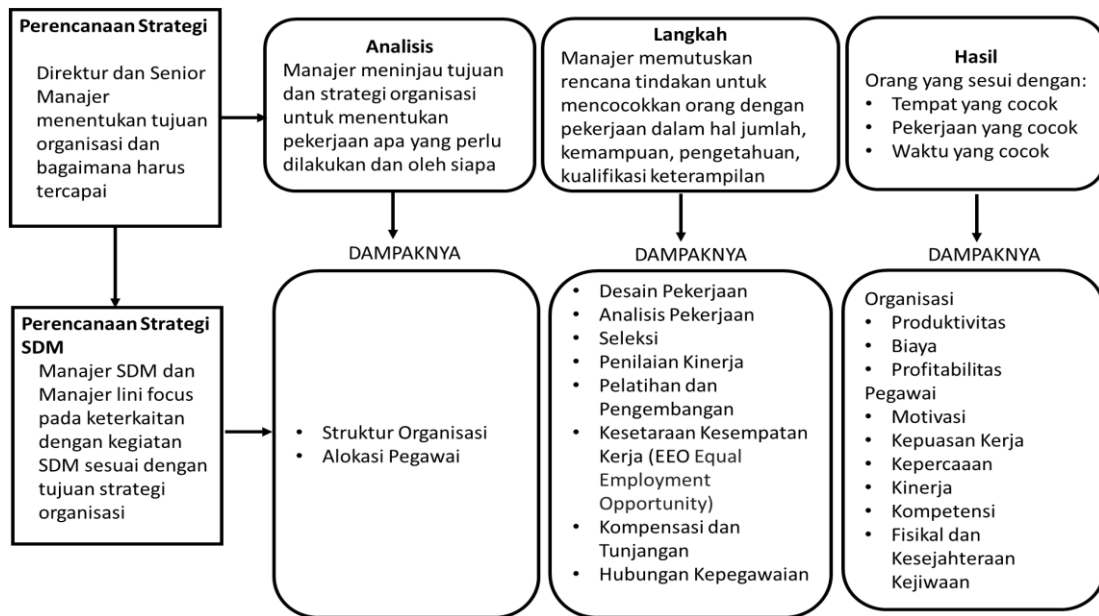 Perencanaan Strategi
Direktur dan Senior
Manajer
menentukan tujuan
organisasi dan
bagaimana harus
tercapai
Analisis
Manajer meninjau tujuan
dan strategi organisasi
untuk menentukan
pekerjaan apa yang perlu
dilakukan dan oleh siapa
Langkah
Manajer memutuskan
rencana tindakan untuk
mencocokkan orang dengan
pekerjaan dalam hal jumlah,
kemampuan, pengetahuan,
kualifikasi keterampilan
Hasil
Orang yang sesui dengan:
• Tempat yang cocok
• Pekerjaan yang cocok
• Waktu yang cocok
DAMPAKNYA
DAMPAKNYA
DAMPAKNYA
Perencanaan Strategi
SDM
Manajer SDM dan
Manajer lini focus
pada keterkaitan
dengan kegiatan
SDM sesuai dengan
tujuan strategi
organisasi
• Struktur Organisasi
• Alokasi Pegawai
• Desain Pekerjaan
• Analisis Pekerjaan
• Seleksi
• Penilaian Kinerja
• Pelatihan dan
Pengembangan
• Kesetaraan Kesempatan
Kerja (EEO Equal
Employment
Opportunity)
• Kompensasi dan
Tunjangan
• Hubungan Kepegawaian
Organisasi
• Produktivitas
• Biaya
• Profitabilitas
Pegawai
• Motivasi
• Kepuasan Kerja
• Kepercaaan
• Kinerja
• Kompetensi
• Fisikal dan
Kesejahteraan
Kejiwaan